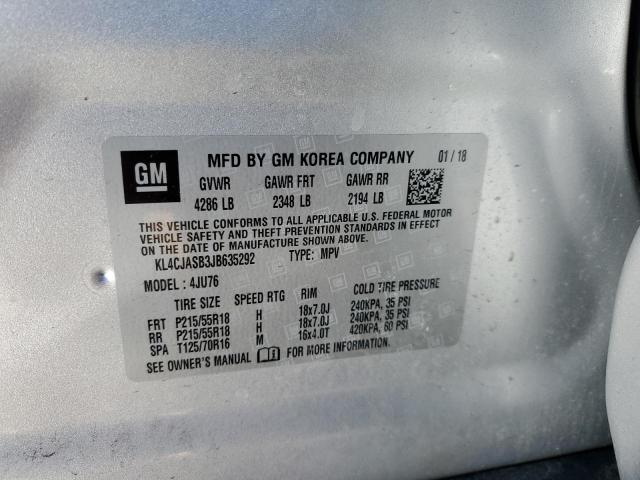 GM
MFD BY GM KOREA COMPANY 01 / 18
GVWR GAWR FRT GAWR RR
4286 LB 2348 LB 2194 LB
THIS VEHICLE CONFORMS TO ALL APPLICABLE U.S. FEDERAL MOTOR
VEHICLE SAFETY AND THEFT PREVENTION STANDARDS IN EFFECT
ON THE DATE OF MANUFACTURE SHOWN ABOVE.
KL4CJASB3JB635292 TYPE: MPV
MODEL : 4JU76
TIRE SIZE SPEED RTG RIM COLD TIRE PRESSURE
FRT P215/55R18 H 18x7.0J 240KPA, 35 PSI
RR P215/55R18 H 18x7.0J 240KPA, 35 PSI
SPA T125/70R16 M 16x4.0T 420KPA, 60 PSI
SEE OWNER'S MANUAL FOR MORE INFORMATION.